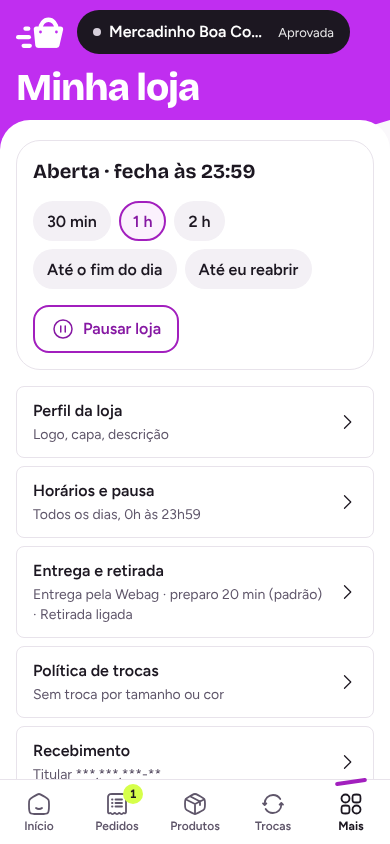 Mercadinho Boa Co... Aprovada
Minha loja
Aberta · fecha às 23:59
30 min 1 h 2 h
Até o fim do dia Até eu reabrir
Pausar loja
Perfil da loja
Logo, capa, descrição
Horários e pausa
Todos os dias, 0h às 23h59
Entrega e retirada
Entrega pela Webag · preparo 20 min (padrão)
· Retirada ligada
Política de trocas
Sem troca por tamanho ou cor
Recebimento
Titular ***.***.***-**
1
Início Pedidos Produtos Trocas Mais